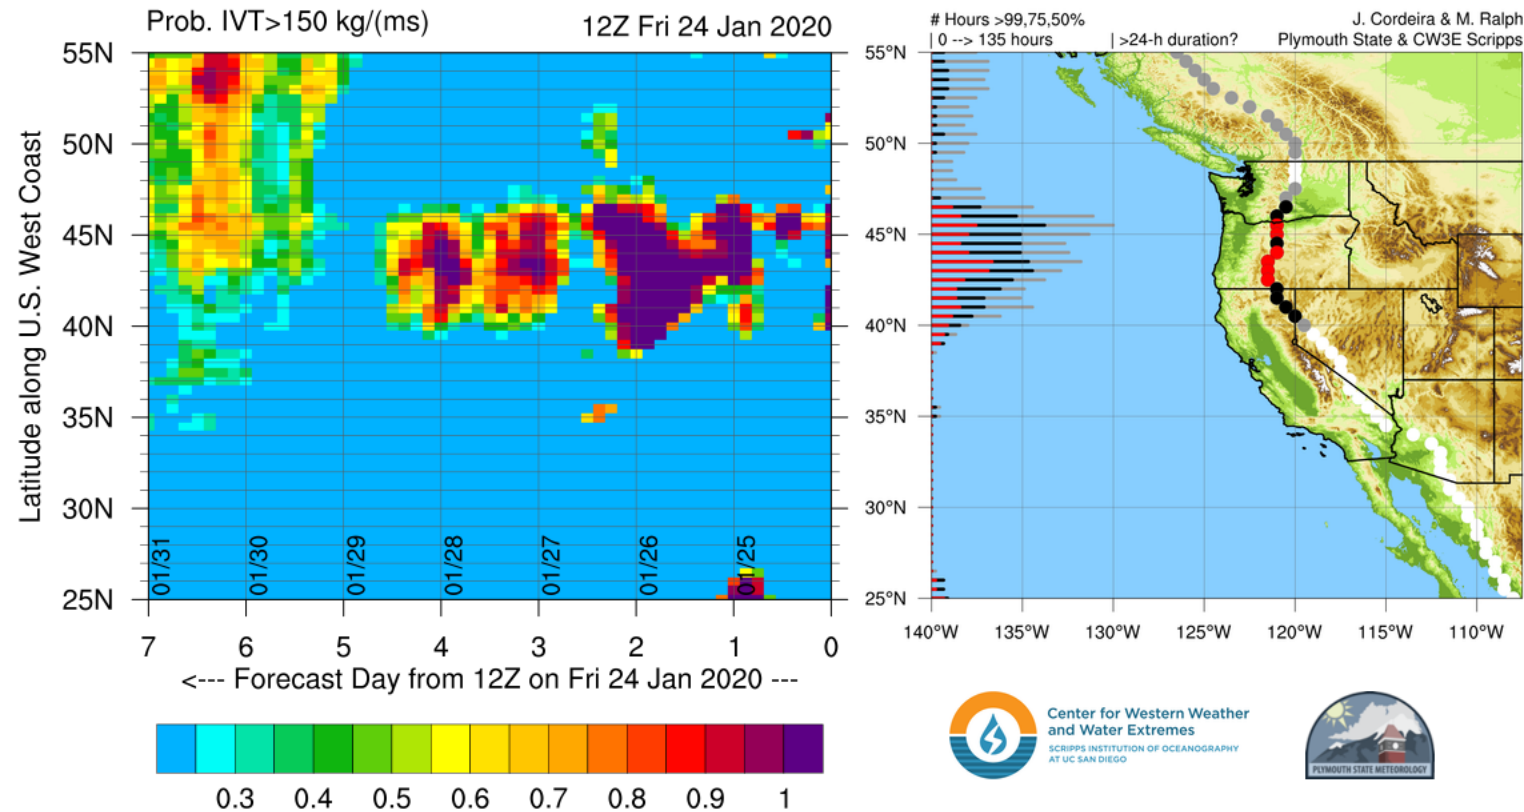 Prob. IVT>150 kg/(ms)
12Z Fri 24 Jan 2020
Latitude along U.S. West Coast
55N
50N
45N
40N
35N
30N
25N
01/31
01/30
01/29
01/28
01/27
01/26
01/25
7 6 5 4 3 2 1 0
<--- Forecast Day from 12Z on Fri 24 Jan 2020 ---
0.3 0.4 0.5 0.6 0.7 0.8 0.9 1
# Hours >99,75,50%
J. Cordeira & M. Ralph
| 0 --> 135 hours
| >24-h duration?
Plymouth State & CW3E Scripps
55°N
50°N
45°N
40°N
35°N
30°N
25°N
140°W 135°W 130°W 125°W 120°W 115°W 110°W
Center for Western Weather
and Water Extremes
SCRIPPS INSTITUTION OF OCEANOGRAPHY
AT UC SAN DIEGO
PLYMOUTH STATE METEOROLOGY